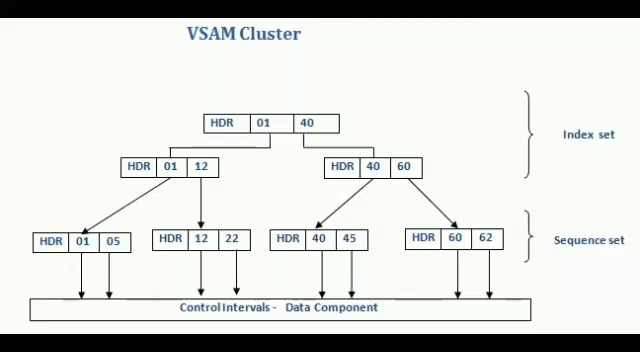 VSAM Cluster
HDR 01 40
Index set
HDR 01 12
HDR 40 60
HDR 01 05
HDR 12 22
HDR 40 45
HDR 60 62
Sequence set
Control Intervals - Data Component